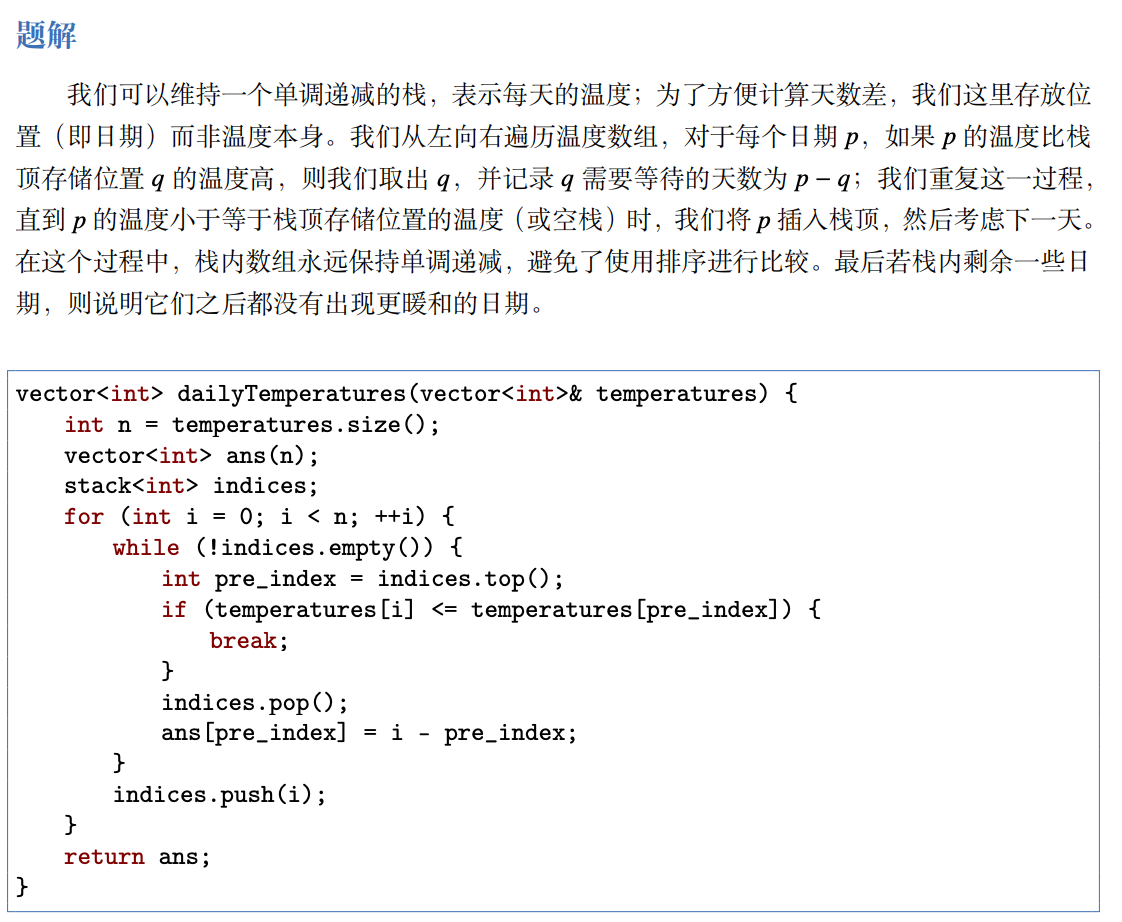 题解
我们可以维持一个单调递减的栈，表示每天的温度；为了方便计算天数差，我们这里存放位
置（即日期）而非温度本身。我们从左向右遍历温度数组，对于每个日期 p，如果 p 的温度比栈
顶存储位置 q 的温度高，则我们取出 q，并记录 q 需要等待的天数为 p − q；我们重复这一过程，
直到 p 的温度小于等于栈顶存储位置的温度（或空栈）时，我们将 p 插入栈顶，然后考虑下一天。
在这个过程中，栈内数组永远保持单调递减，避免了使用排序进行比较。最后若栈内剩余一些日
期，则说明它们之后都没有出现更暖和的日期。
vector<int> dailyTemperatures(vector<int>& temperatures) {
    int n = temperatures.size();
    vector<int> ans(n);
    stack<int> indices;
    for (int i = 0; i < n; ++i) {
        while (!indices.empty()) {
            int pre_index = indices.top();
            if (temperatures[i] <= temperatures[pre_index]) {
                break;
            }
            indices.pop();
            ans[pre_index] = i - pre_index;
        }
        indices.push(i);
    }
    return ans;
}